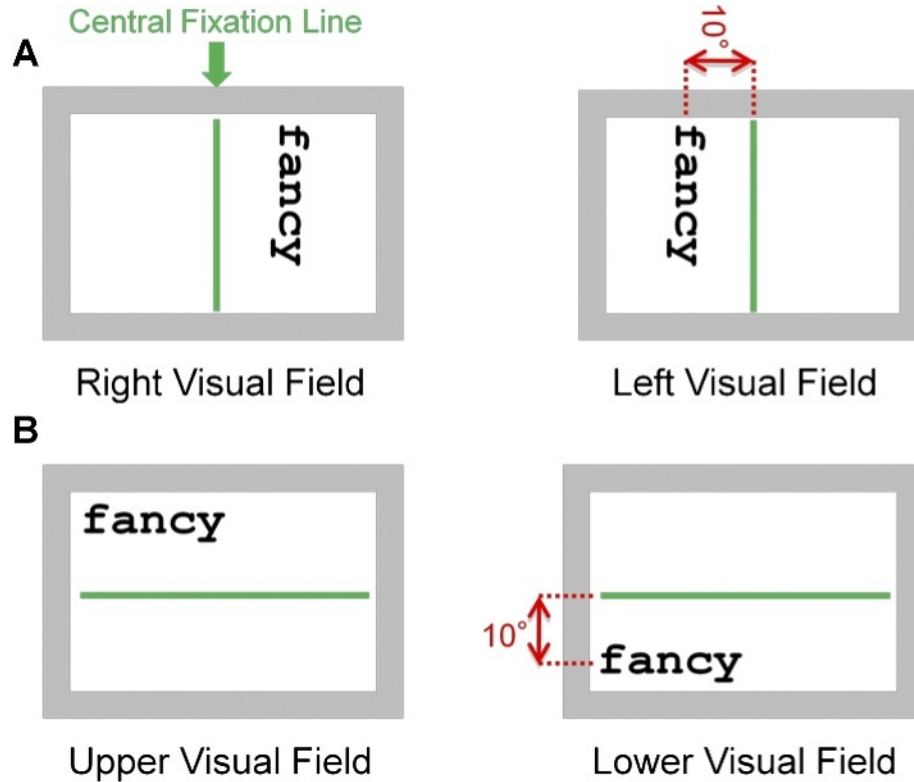 Central Fixation Line
A
10°
fancy
fancy
Right Visual Field
Left Visual Field
B
fancy
10°
fancy
Upper Visual Field
Lower Visual Field